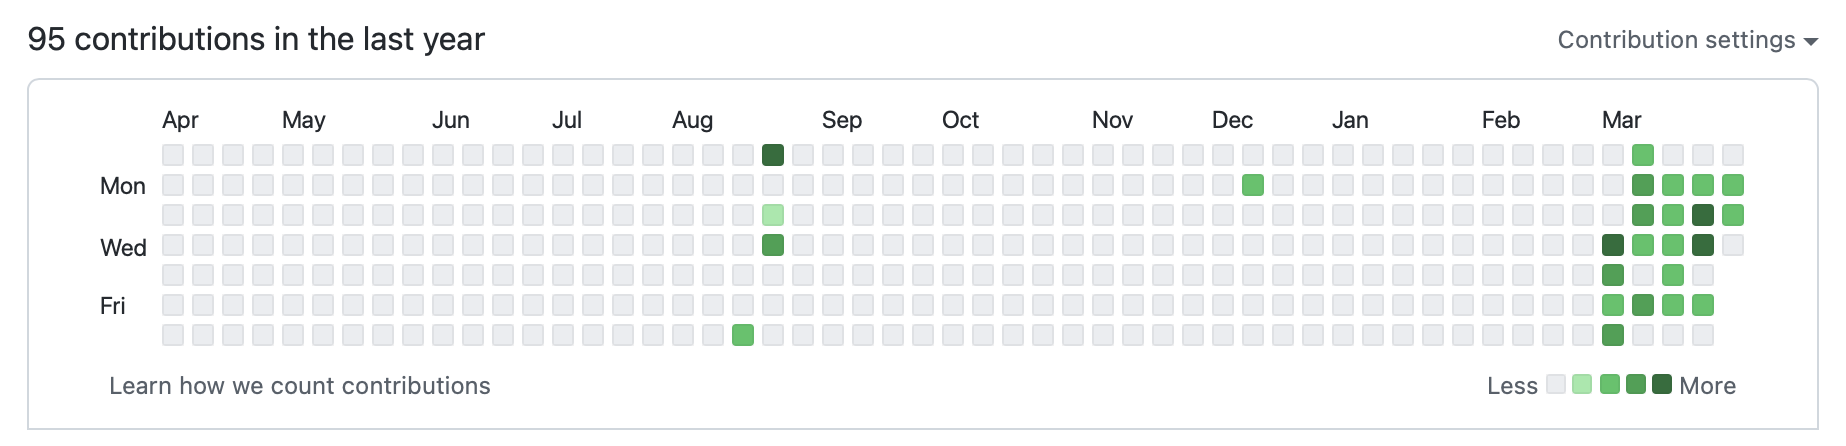 95 contributions in the last year
Contribution settings
Apr May Jun Jul Aug Sep Oct Nov Dec Jan Feb Mar
Mon
Wed
Fri
Learn how we count contributions
Less More